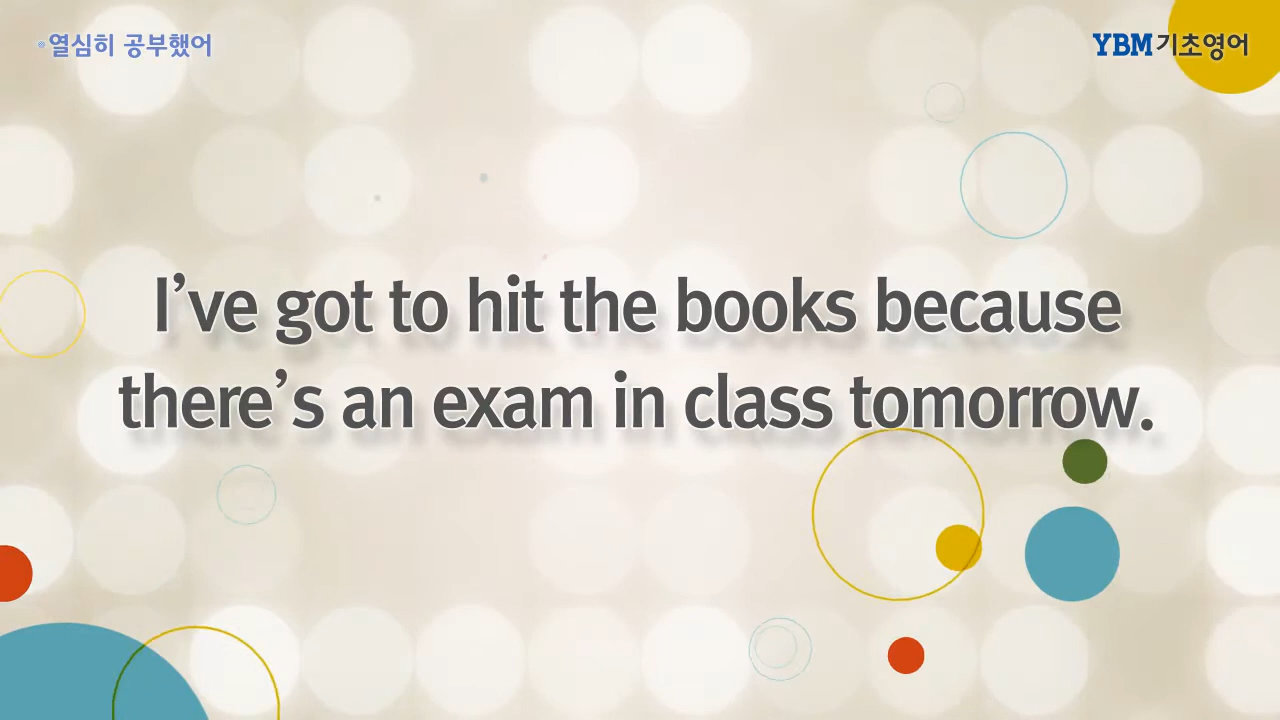 열심히 공부했어
YBM기초영어
I’ve got to hit the books because
there’s an exam in class tomorrow.